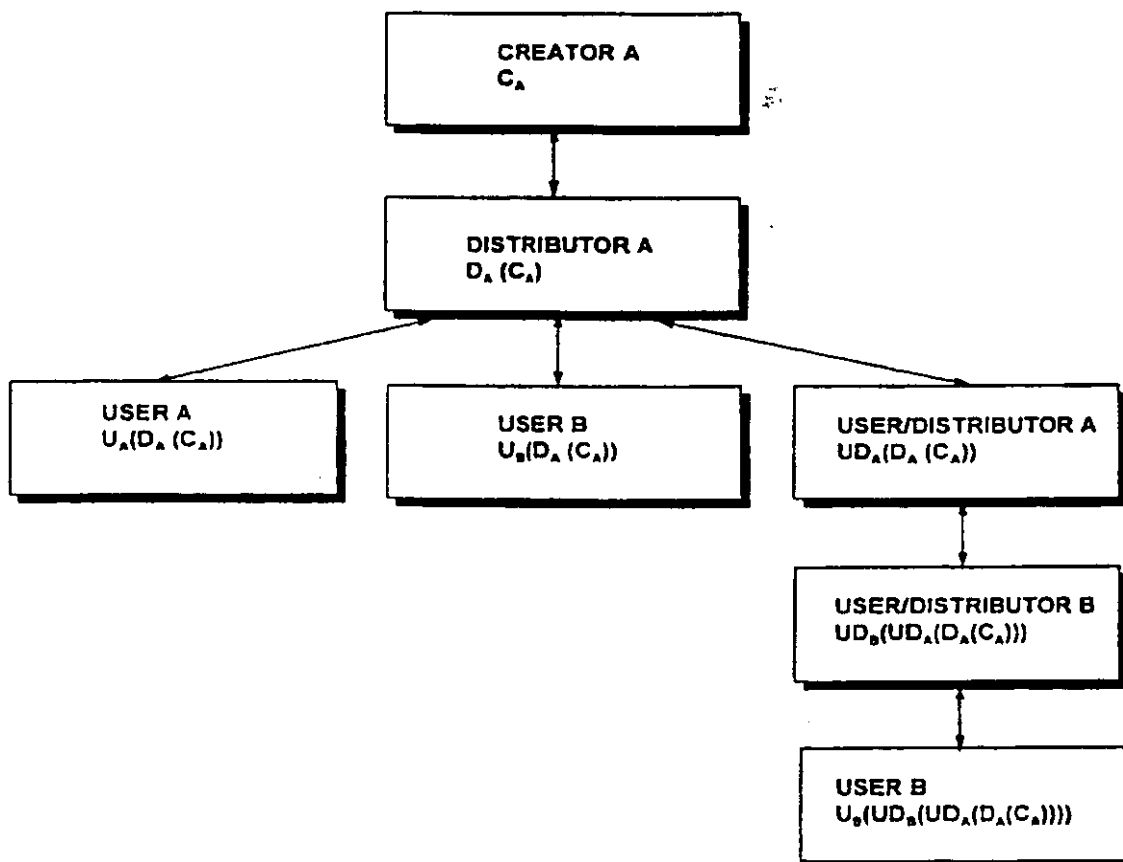 CREATOR A
C_A
DISTRIBUTOR A
D_A (C_A)
USER A
U_A(D_A (C_A))
USER B
U_B(D_A (C_A))
USER/DISTRIBUTOR A
UD_A(D_A (C_A))
USER/DISTRIBUTOR B
UD_B(UD_A(D_A(C_A)))
USER B
U_B(UD_B(UD_A(D_A(C_A))))